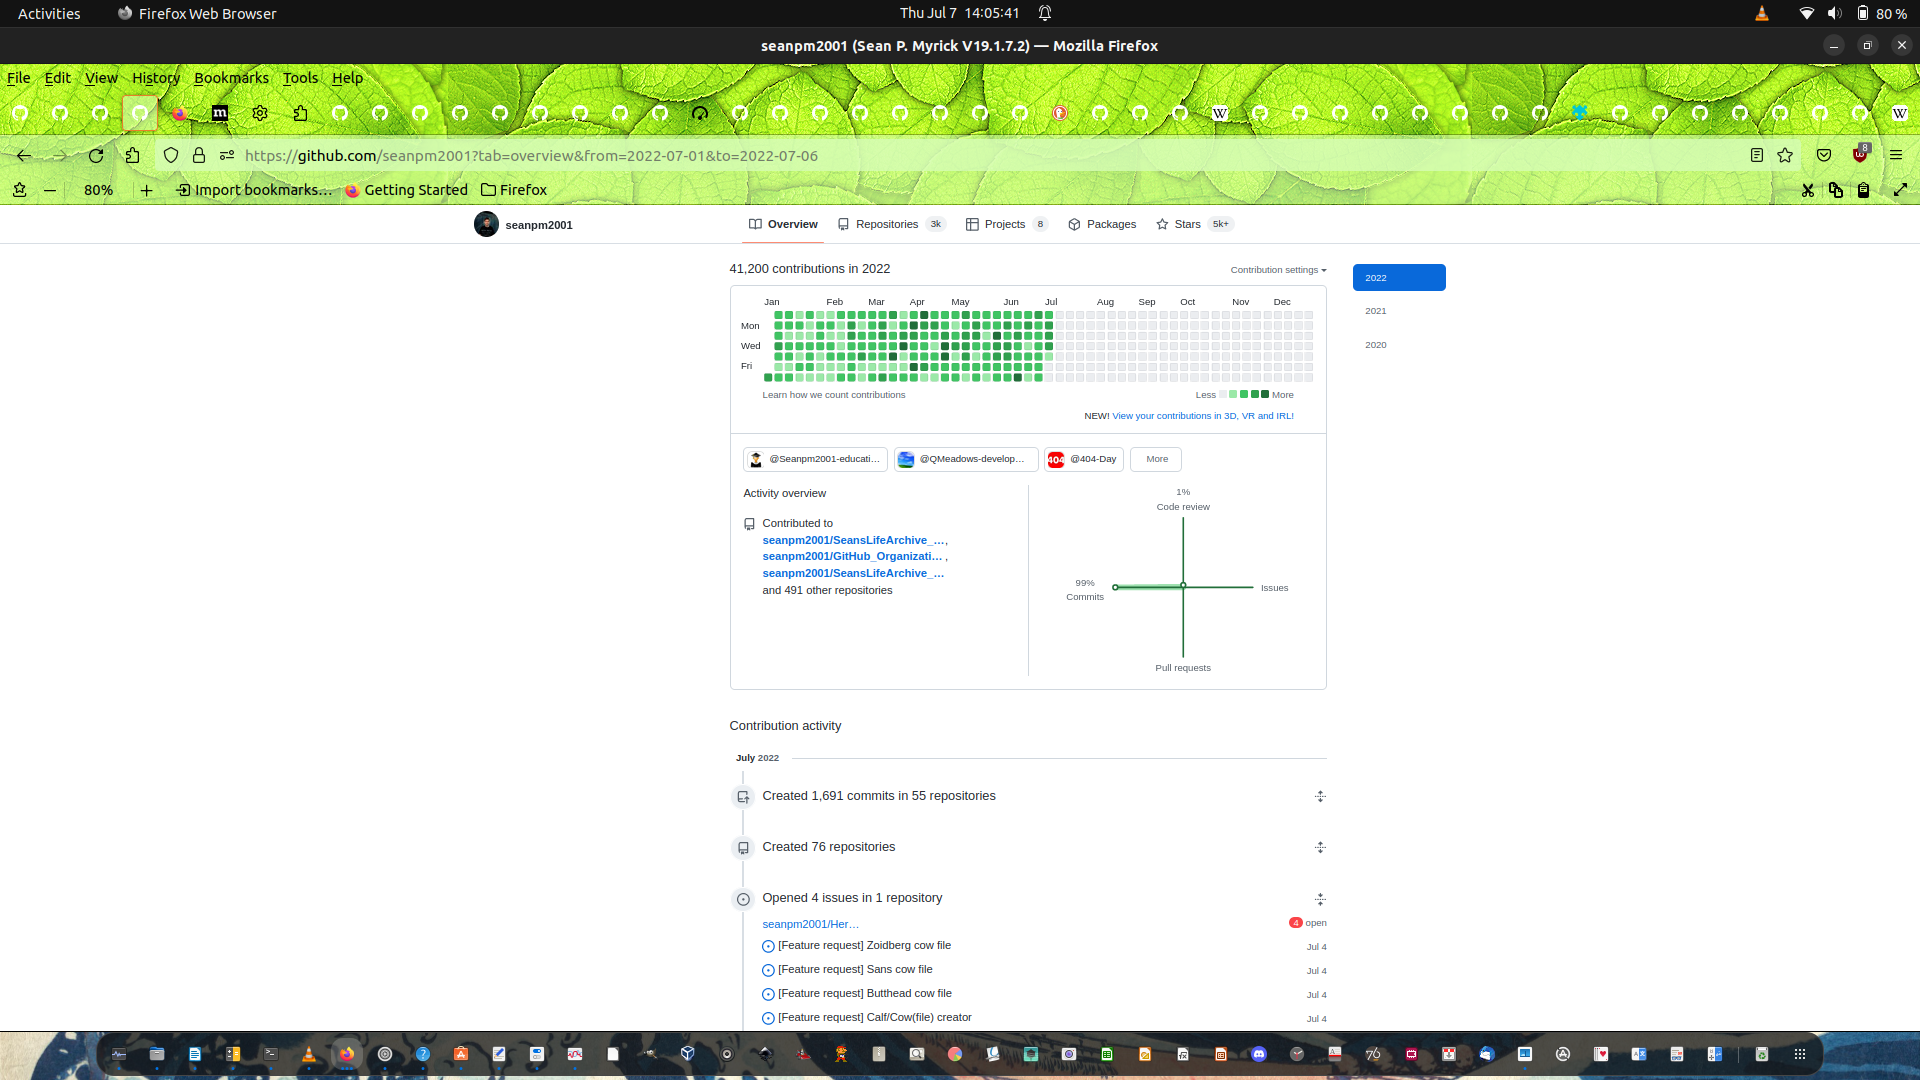 Activities
Firefox Web Browser
Thu Jul 7 14:05:41
80 %
seanpm2001 (Sean P. Myrick V19.1.7.2) — Mozilla Firefox
File Edit View History Bookmarks Tools Help
https://github.com/seanpm2001?tab=overview&from=2022-07-01&to=2022-07-06
8
80%
Import bookmarks…
Getting Started
Firefox
seanpm2001
Overview
Repositories 3k
Projects 8
Packages
Stars 5k+
41,200 contributions in 2022
Contribution settings
2022
2021
2020
Jan Feb Mar Apr May Jun Jul Aug Sep Oct Nov Dec
Mon
Wed
Fri
Learn how we count contributions
Less More
NEW! View your contributions in 3D, VR and IRL!
@Seanpm2001-educati…
@QMeadows-develop…
404 @404-Day
More
Activity overview
Contributed to
seanpm2001/SeansLifeArchive_…,
seanpm2001/GitHub_Organizati… ,
seanpm2001/SeansLifeArchive_…
and 491 other repositories
1%
Code review
99%
Commits
Issues
Pull requests
Contribution activity
July 2022
Created 1,691 commits in 55 repositories
Created 76 repositories
Opened 4 issues in 1 repository
seanpm2001/Her…
4 open
[Feature request] Zoidberg cow file
Jul 4
[Feature request] Sans cow file
Jul 4
[Feature request] Butthead cow file
Jul 4
[Feature request] Calf/Cow(file) creator
Jul 4